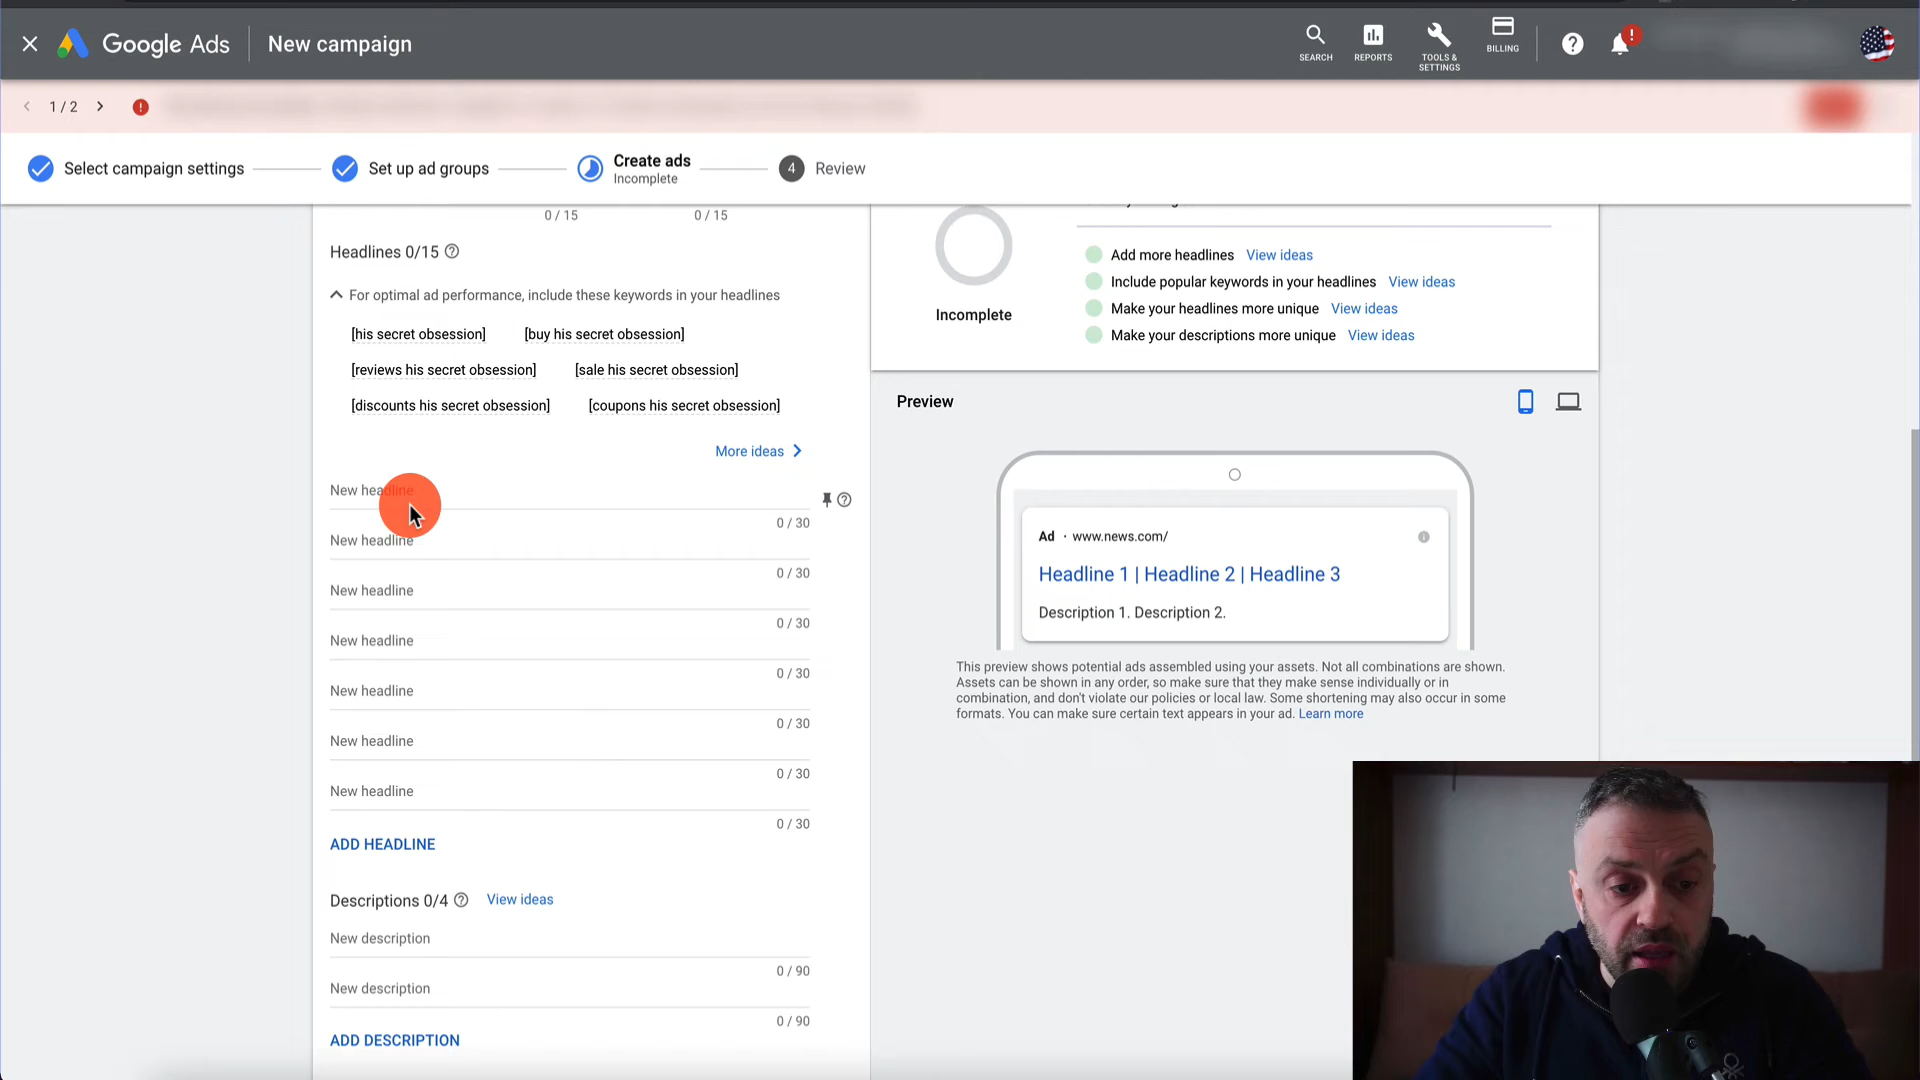 Google Ads New campaign
SEARCH
REPORTS
TOOLS &
SETTINGS
BILLING
1 / 2
Select campaign settings
Set up ad groups
Create ads
Incomplete
4 Review
0 / 15 0 / 15
Headlines 0/15
For optimal ad performance, include these keywords in your headlines
[his secret obsession] [buy his secret obsession]
[reviews his secret obsession] [sale his secret obsession]
[discounts his secret obsession] [coupons his secret obsession]
More ideas
New headline
0 / 30
New headline
0 / 30
New headline
0 / 30
New headline
0 / 30
New headline
0 / 30
New headline
0 / 30
New headline
0 / 30
ADD HEADLINE
Descriptions 0/4 View ideas
New description
0 / 90
New description
0 / 90
ADD DESCRIPTION
Incomplete
Add more headlines View ideas
Include popular keywords in your headlines View ideas
Make your headlines more unique View ideas
Make your descriptions more unique View ideas
Preview
Ad · www.news.com/
Headline 1 | Headline 2 | Headline 3
Description 1. Description 2.
This preview shows potential ads assembled using your assets. Not all combinations are shown.
Assets can be shown in any order, so make sure that they make sense individually or in
combination, and don't violate our policies or local law. Some shortening may also occur in some
formats. You can make sure certain text appears in your ad. Learn more